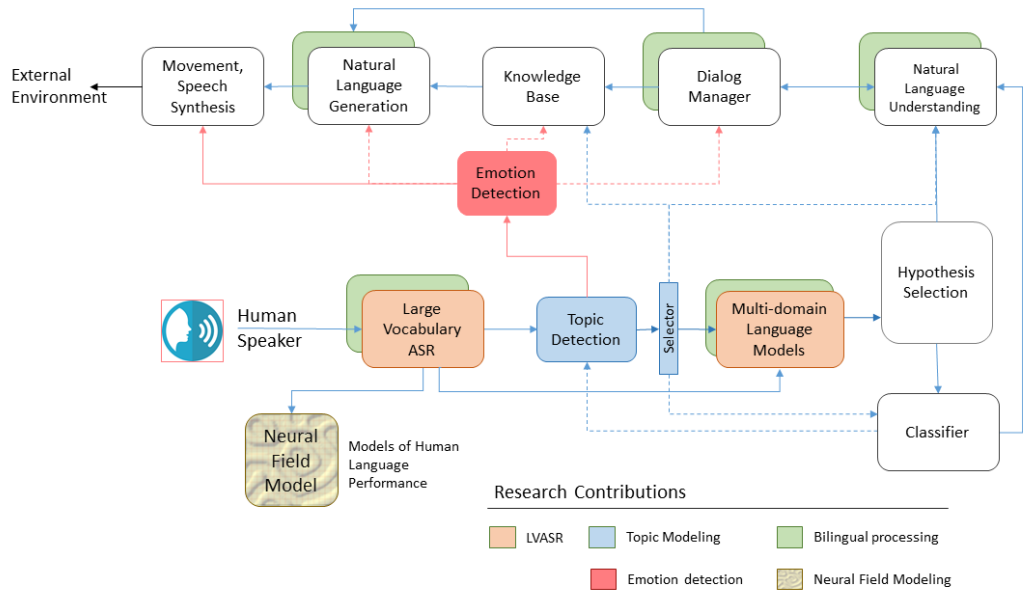 External
Environment
Movement,
Speech
Synthesis
Natural
Language
Generation
Knowledge
Base
Dialog
Manager
Natural
Language
Understanding
Emotion
Detection
Human
Speaker
Large
Vocabulary
ASR
Topic
Detection
Selector
Multi-domain
Language
Models
Hypothesis
Selection
Classifier
Neural
Field
Model
Models of Human
Language
Performance
Research Contributions
LVASR
Topic Modeling
Bilingual processing
Emotion detection
Neural Field Modeling